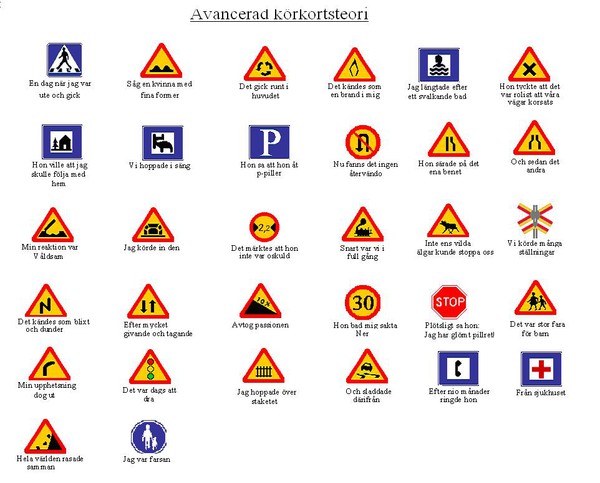 Avancerad körkortsteori
En dag när jag var
ute och gick
Såg en kvinna med
fina former
Det gick runt i
huvudet
Det kändes som
en brand i mig
Jag längtade efter
ett svalkande bad
Hon tyckte att det
var rolist att våra
vägar korsats
Hon ville att jag
skulle följa med
hem
Vi hoppade i säng
P
Hon sa att hon åt
p-piller
Nu fanns det ingen
återvändo
Hon särade på det
ena benet
Och sedan det
andra
Min reaktion var
Våldsam
Jag körde in den
2,2
Det märktes att hon
inte var oskuld
Snart var vi i
full gång
Inte ens vilda
älgar kunde stoppa oss
Vi körde många
ställningar
Det kändes som blixt
och dunder
Efter mycket
givande och tagande
10%
Avtog passionen
30
Hon bad mig sakta
Ner
STOP
Plötsligt sa hon:
Jag har glömt pillret!
Det var stor fara
för barn
Min upphetsning
dog ut
Det var dags att
dra
Jag hoppade över
staketet
Och sladdade
därifrån
Efter nio månader
ringde hon
Från sjukhuset
Hela världen rasade
samman
Jag var farsan